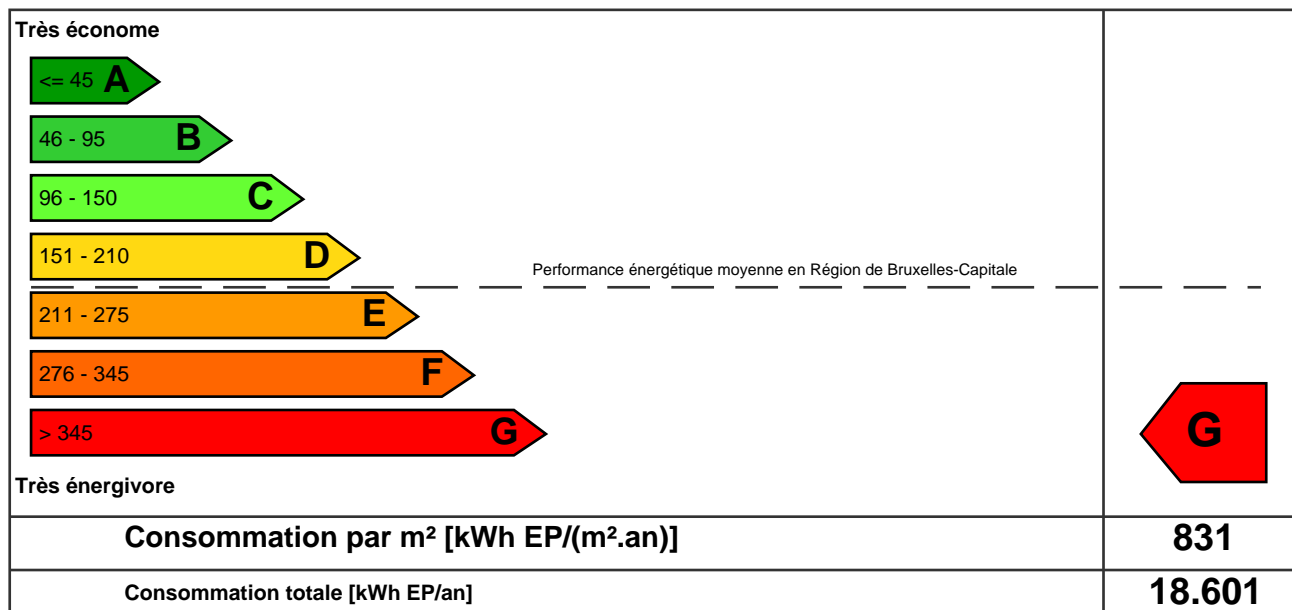 Très économe
<= 45 A
46 - 95 B
96 - 150 C
151 - 210 D
Performance énergétique moyenne en Région de Bruxelles-Capitale
211 - 275 E
276 - 345 F
> 345 G
G
Très énergivore
Consommation par m² [kWh EP/(m².an)] 831
Consommation totale [kWh EP/an] 18.601